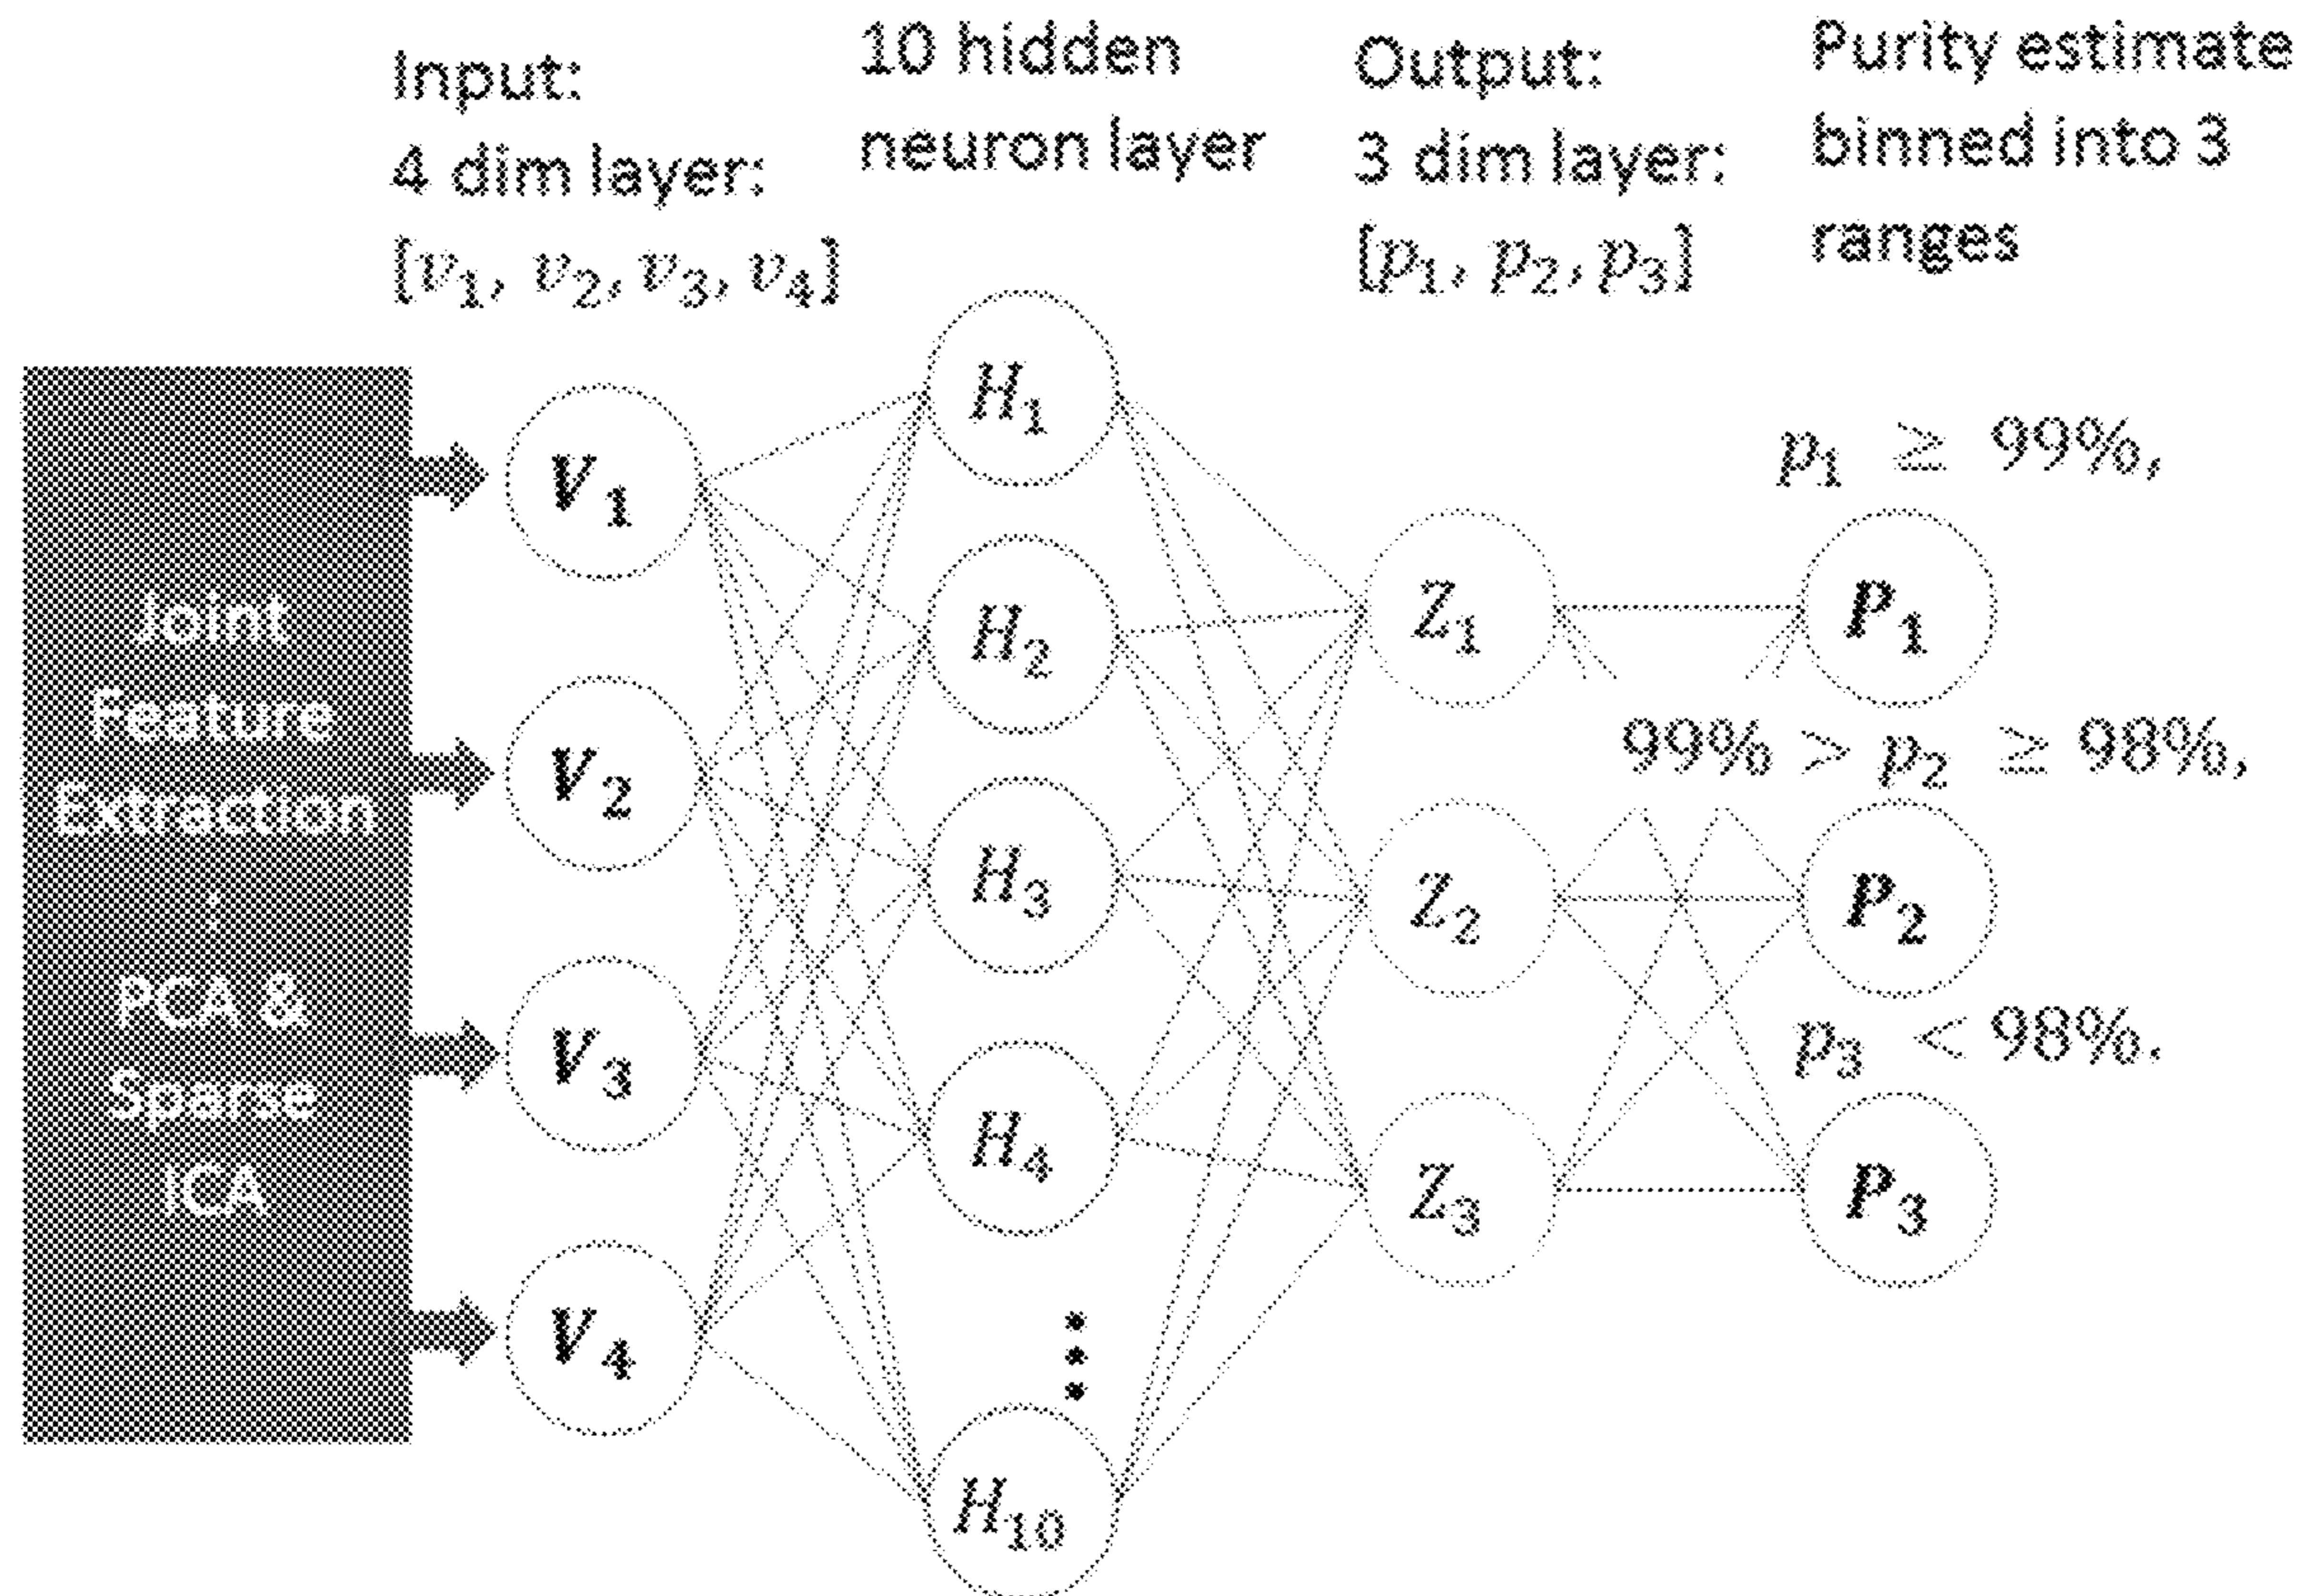 Input:
4 dim layer:
[v₁, v₂, v₃, v₄]
10 hidden
neuron layer
Output:
3 dim layer:
[p₁, p₂, p₃]
Purity estimate
binned into 3
ranges
Joint
Feature
Extraction
:
PCA &
Sparse
ICA
V₁
V₂
V₃
V₄
H₁
H₂
H₃
H₄
⋮
H₁₀
Z₁
Z₂
Z₃
p₁ ≥ 99%,
P₁
99% > p₂ ≥ 98%,
P₂
p₃ < 98%.
P₃